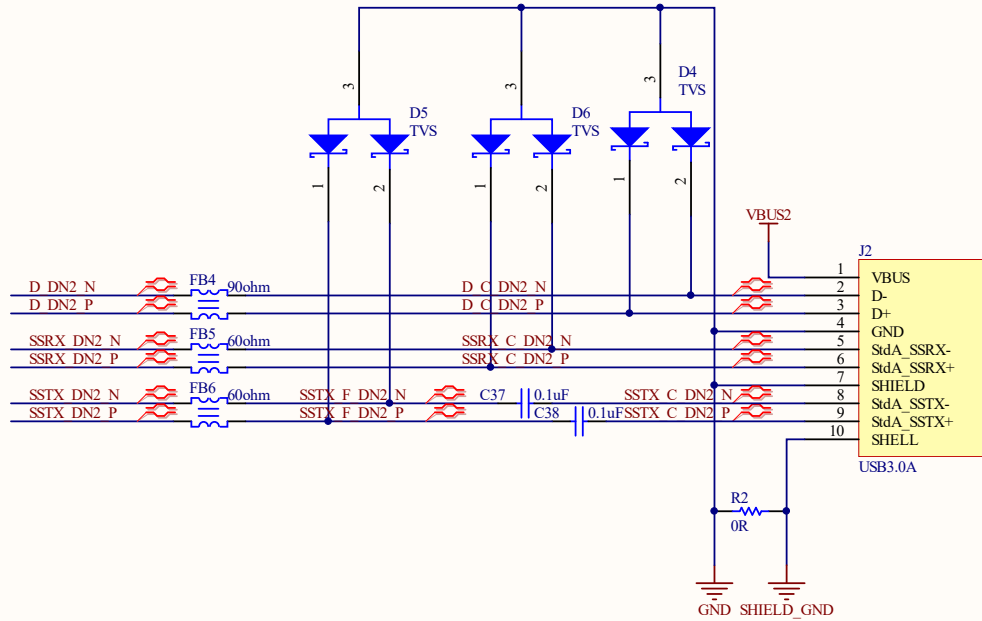 3
3
3
D4
TVS
D5
TVS
D6
TVS
1
2
1
2
1
2
VBUS2
J2
1 VBUS
FB4
D_DN2_N 90ohm D_C_DN2_N 2 D-
D_DN2_P D_C_DN2_P 3 D+
4 GND
FB5
SSRX_DN2_N 60ohm SSRX_C_DN2_N 5 StdA_SSRX-
SSRX_DN2_P SSRX_C_DN2_P 6 StdA_SSRX+
7 SHIELD
FB6
SSTX_DN2_N 60ohm SSTX_F_DN2_N C37 0.1uF SSTX_C_DN2_N 8 StdA_SSTX-
SSTX_DN2_P SSTX_F_DN2_P C38 0.1uF SSTX_C_DN2_P 9 StdA_SSTX+
10 SHELL
USB3.0A
R2
0R
GND SHIELD_GND